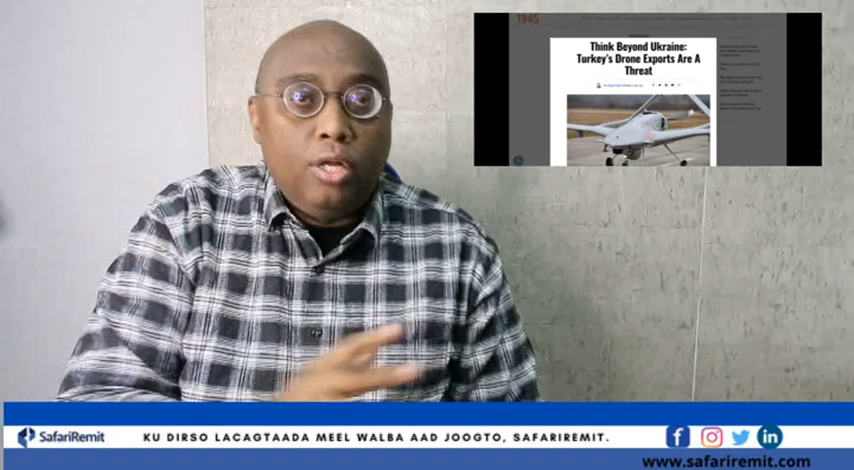 1945
Think Beyond Ukraine:
Turkey's Drone Exports Are A
Threat
SafariRemit
KU DIRSO LACAGTAADA MEEL WALBA AAD JOOGTO, SAFARIREMIT.
www.safariremit.com